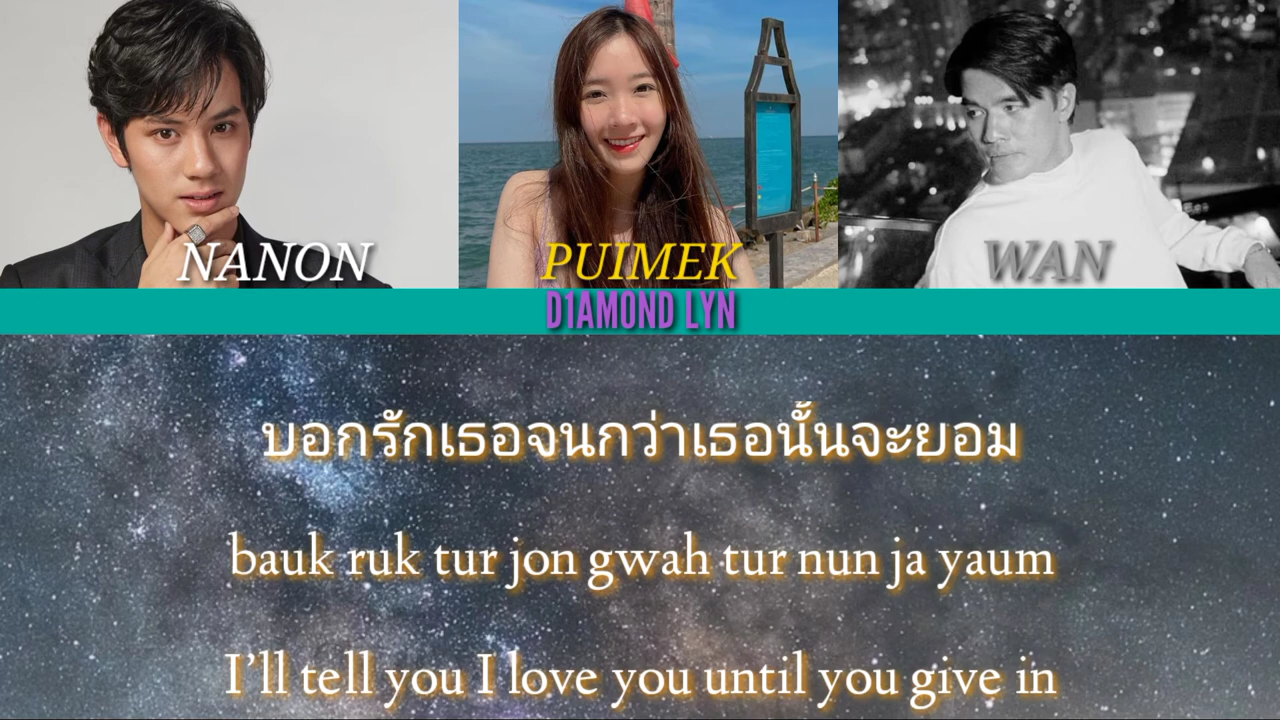 NANON
PUIMEK
WAN
D1AMOND LYN
บอกรักเธอจนกว่าเธอนั้นจะยอม
bauk ruk tur jon gwah tur nun ja yaum
I'll tell you I love you until you give in